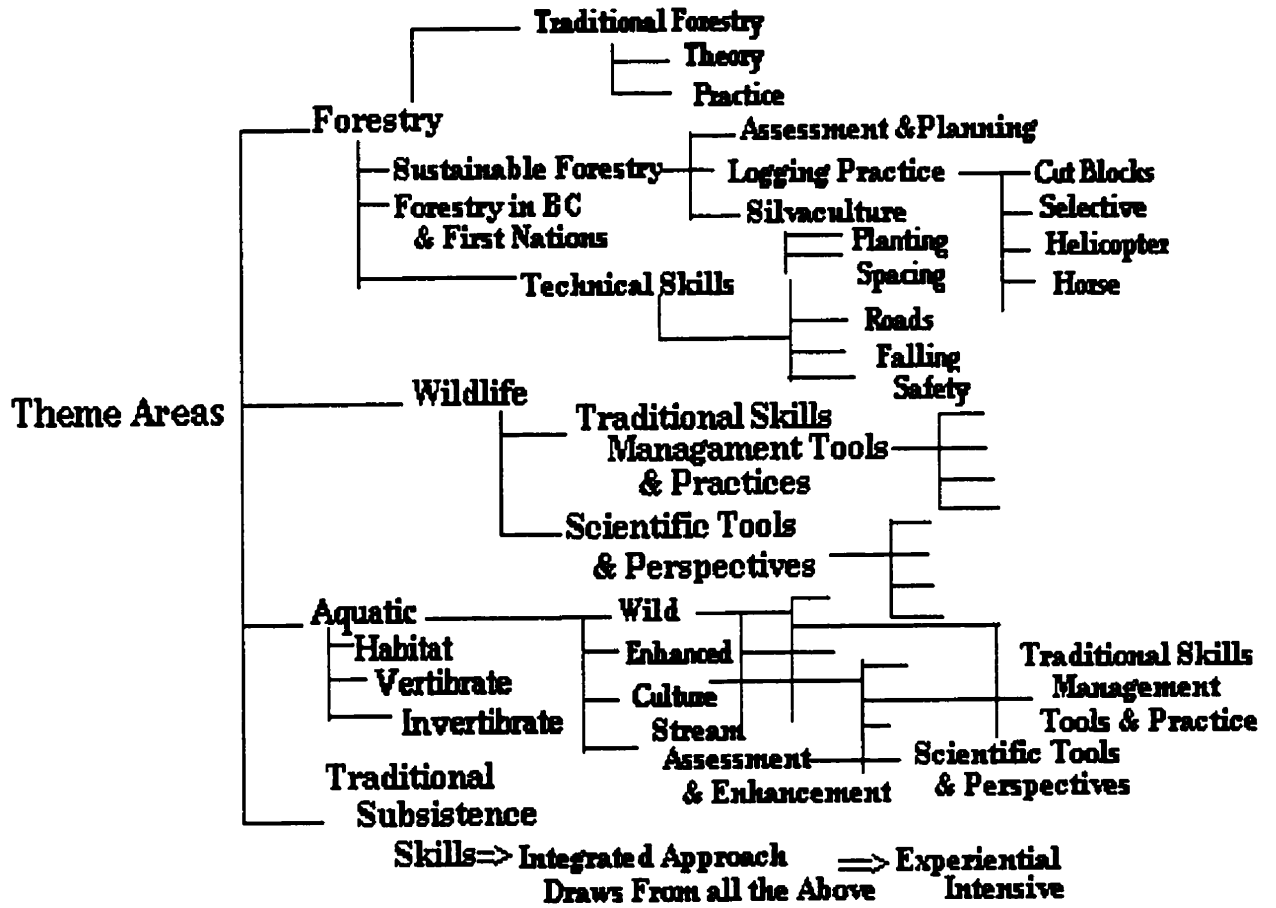 Traditional Forestry
Theory
Practice
Forestry
Assessment & Planning
Sustainable Forestry
Logging Practice
Cut Blocks
Forestry in BC
& First Nations
Silvaculture
Selective
Planting
Helicopter
Spacing
Horse
Technical Skills
Roads
Falling
Safety
Theme Areas
Wildlife
Traditional Skills
Managament Tools
& Practices
Scientific Tools
& Perspectives
Aquatic
Habitat
Vertibrate
Invertibrate
Wild
Enhanced
Culture
Stream
Assessment
& Enhancement
Traditional Skills
Management
Tools & Practice
Scientific Tools
& Perspectives
Traditional
Subsistence
Skills=> Integrated Approach => Experiential
Draws From all the Above Intensive